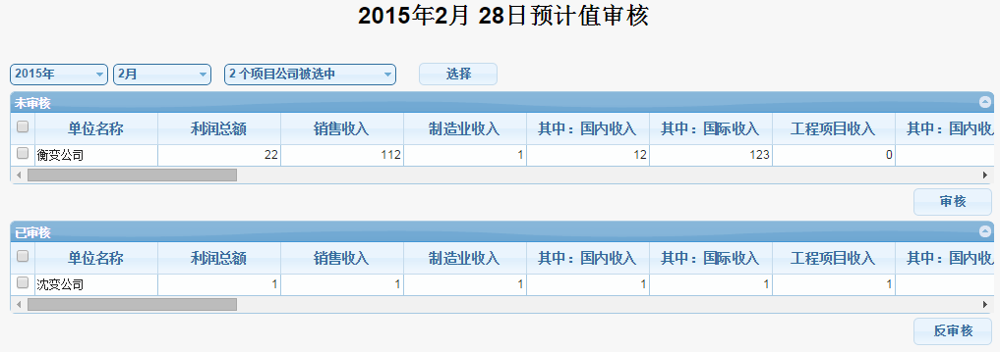 2015年2月 28日预计值审核
2015年 2月 2 个项目公司被选中 选择
未审核
单位名称 利润总额 销售收入 制造业收入 其中：国内收入 其中：国际收入 工程项目收入 其中：国内收
衡变公司 22 112 1 12 123 0
审核
已审核
单位名称 利润总额 销售收入 制造业收入 其中：国内收入 其中：国际收入 工程项目收入 其中：国内收
沈变公司 1 1 1 1 1 1
反审核